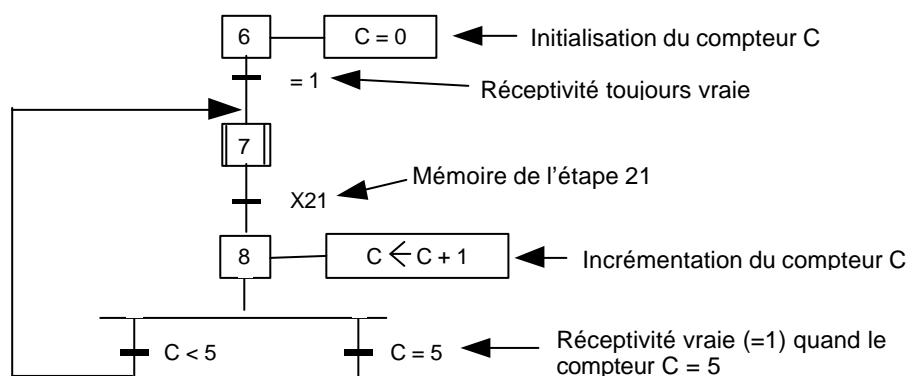 6
C = 0
Initialisation du compteur C
= 1
Réceptivité toujours vraie
7
X21
Mémoire de l'étape 21
8
C ← C + 1
Incrémentation du compteur C
C < 5
C = 5
Réceptivité vraie (=1) quand le
compteur C = 5